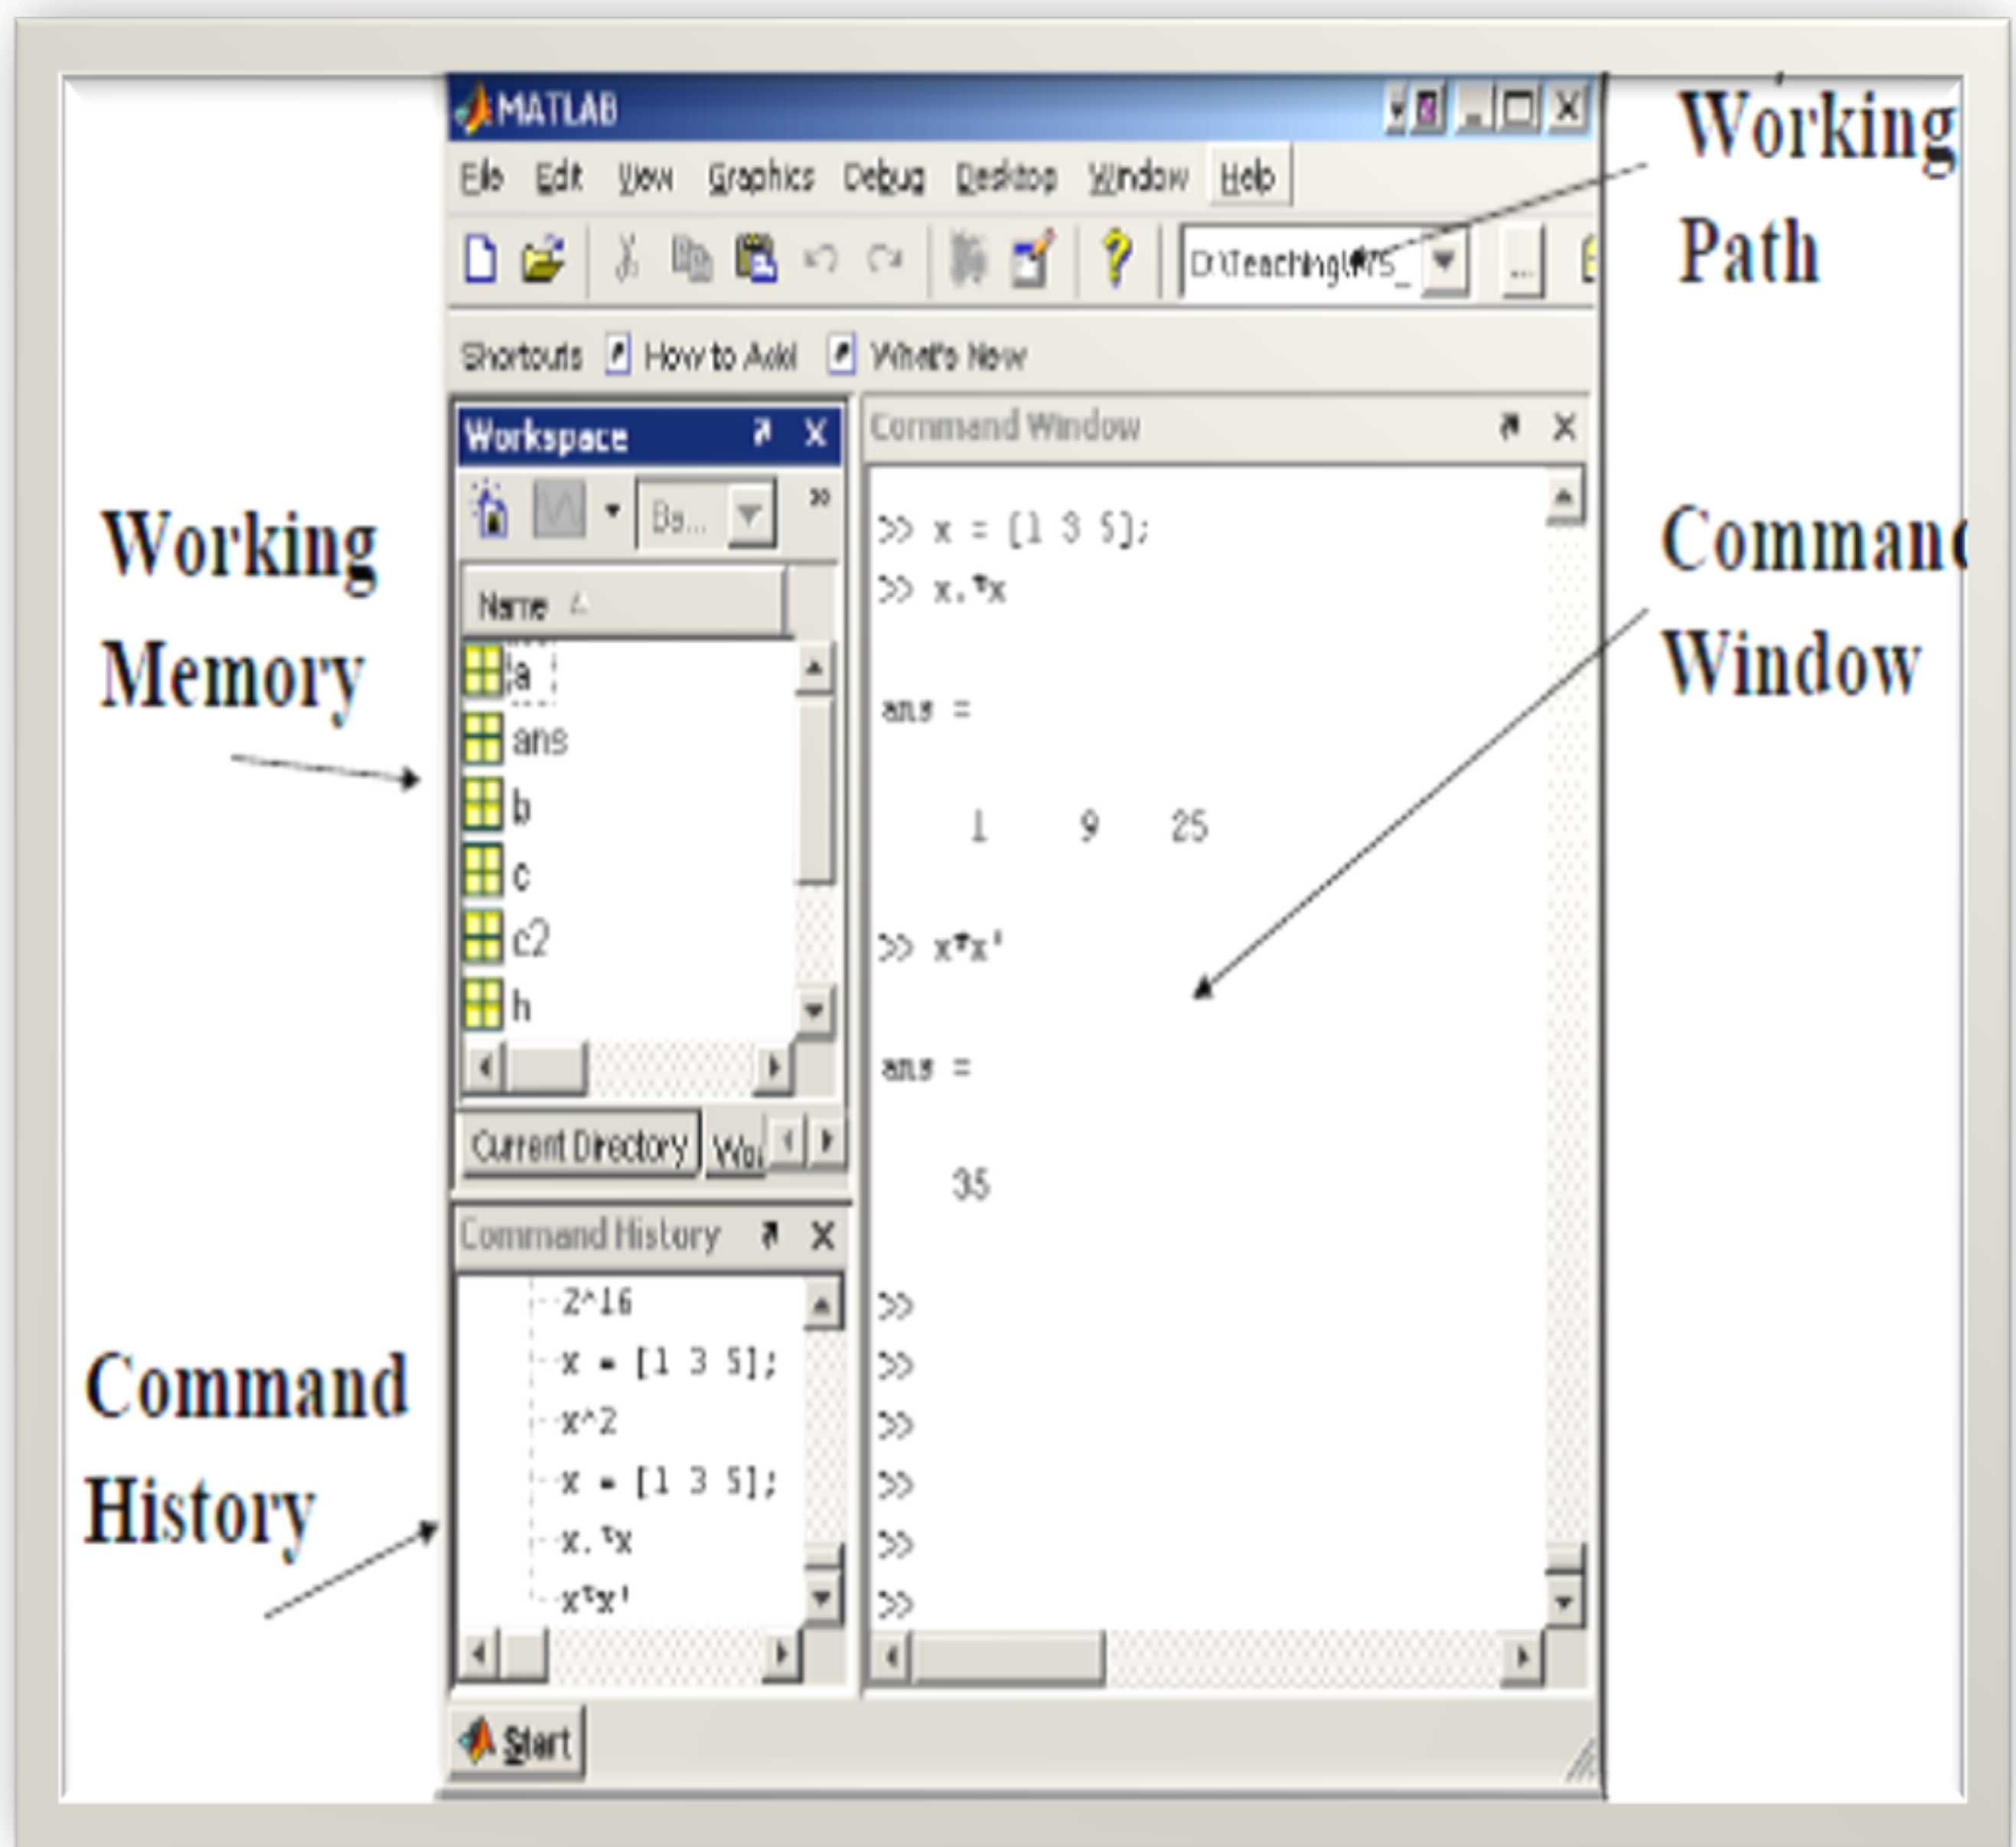 MATLAB
File Edit View Graphics Debug Desktop Window Help
Shortcuts How to Add What's New
Working
Path
Working
Memory
Workspace
Ba... »
Name
a
ans
b
c
c2
h
Current Directory
Command
History
Command History
2^16
x = [1 3 5];
x^2
x = [1 3 5];
x.*x
x*x'
Command Window
>> x = [1 3 5];
>> x.*x
ans =
1 9 25
>> x*x'
ans =
35
>>
>>
>>
>>
>>
>>
Comman
Window
Start